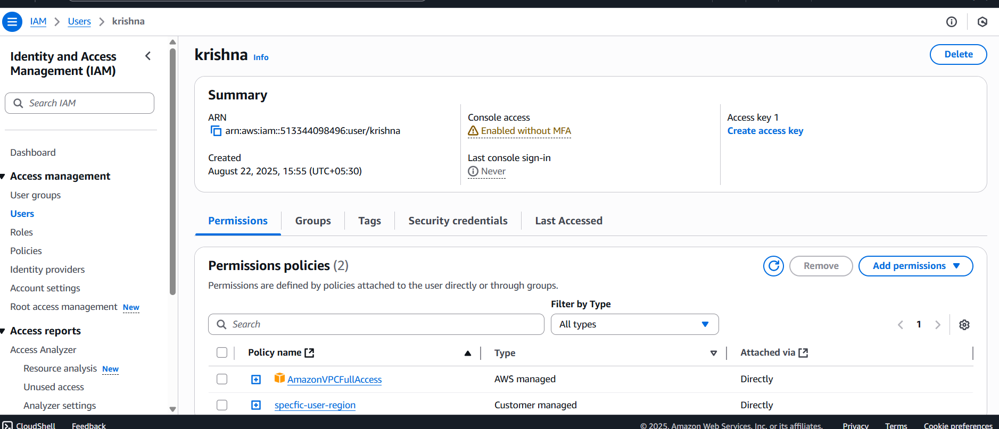 IAM > Users > krishna
Identity and Access
Management (IAM)
Search IAM
Dashboard
Access management
User groups
Users
Roles
Policies
Identity providers
Account settings
Root access management New
Access reports
Access Analyzer
Resource analysis New
Unused access
Analyzer settings
krishna Info
Delete
Summary
ARN
arn:aws:iam::513344098496:user/krishna
Created
August 22, 2025, 15:55 (UTC+05:30)
Console access
Enabled without MFA
Last console sign-in
Never
Access key 1
Create access key
Permissions
Groups
Tags
Security credentials
Last Accessed
Permissions policies (2)
Remove
Add permissions
Permissions are defined by policies attached to the user directly or through groups.
Filter by Type
Search
All types
1
Policy name
Type
Attached via
AmazonVPCFullAccess AWS managed Directly
specfic-user-region Customer managed Directly
CloudShell Feedback © 2025, Amazon Web Services, Inc. or its affiliates. Privacy Terms Cookie preferences